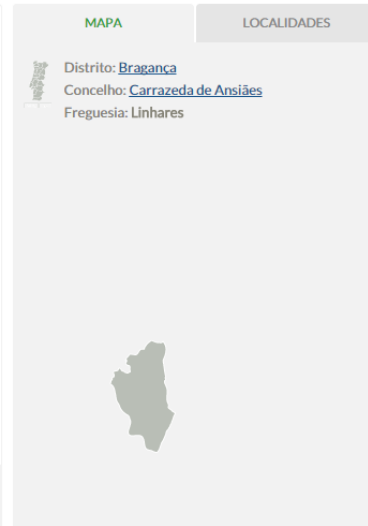 MAPA
LOCALIDADES
Distrito: Bragança
Concelho: Carrazeda de Ansiães
Freguesia: Linhares